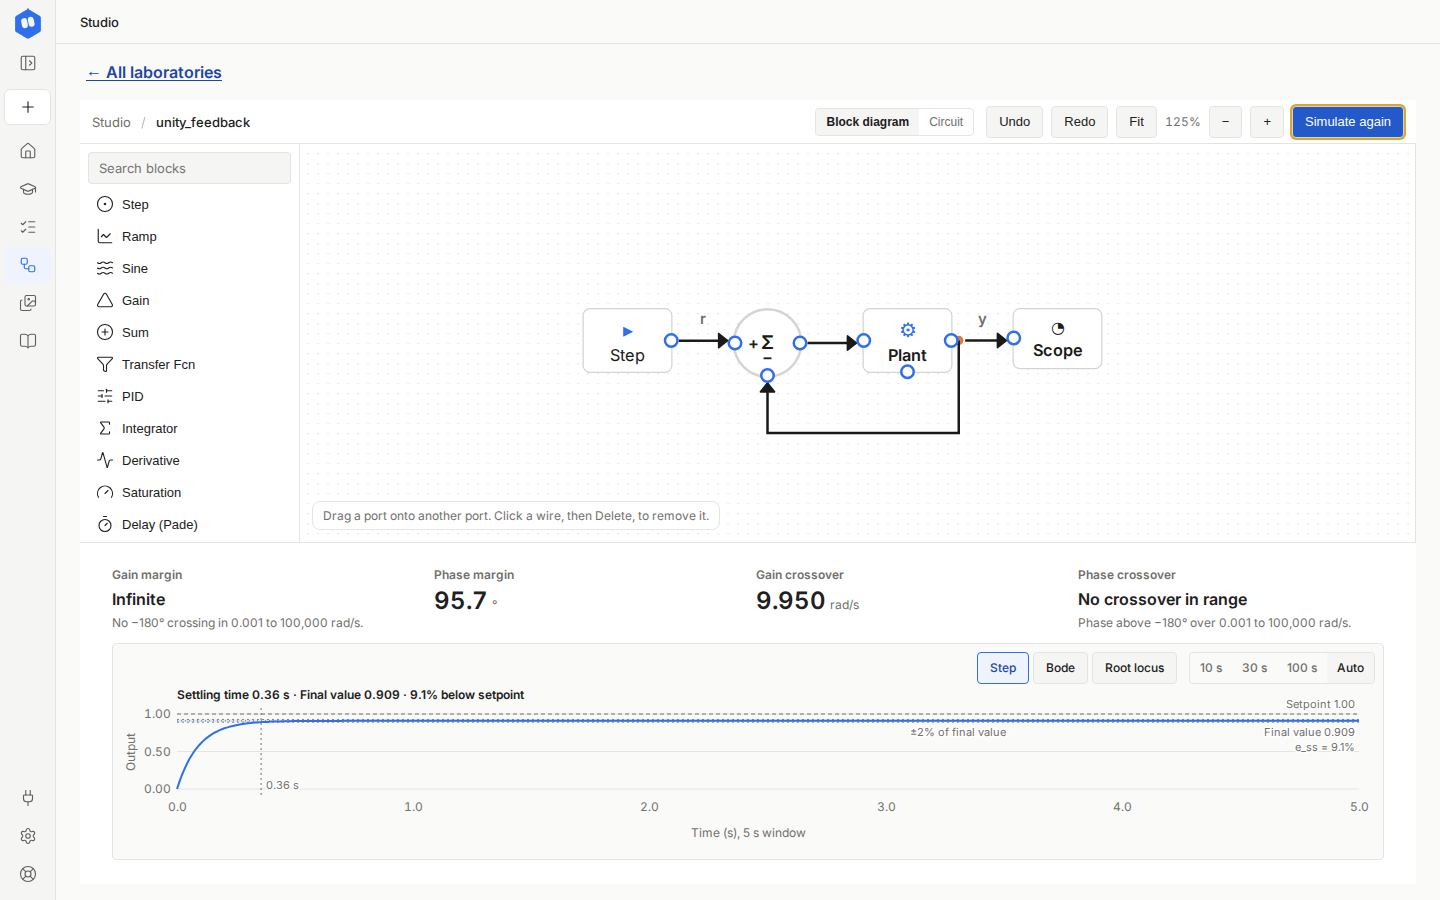 Studio
← All laboratories
Studio / unity_feedback
Block diagram Circuit Undo Redo Fit 125% − + Simulate again
Search blocks
Step
Ramp
Sine
Gain
Sum
Transfer Fcn
PID
Integrator
Derivative
Saturation
Delay (Pade)
r
y
Step
+ Σ
−
Plant
Scope
Drag a port onto another port. Click a wire, then Delete, to remove it.
Gain margin
Infinite
No −180° crossing in 0.001 to 100,000 rad/s.
Phase margin
95.7 °
Gain crossover
9.950 rad/s
Phase crossover
No crossover in range
Phase above −180° over 0.001 to 100,000 rad/s.
Step Bode Root locus 10 s 30 s 100 s Auto
Settling time 0.36 s · Final value 0.909 · 9.1% below setpoint
Setpoint 1.00
±2% of final value
Final value 0.909
e_ss = 9.1%
Output
1.00
0.50
0.00
0.36 s
0.0 1.0 2.0 3.0 4.0 5.0
Time (s), 5 s window